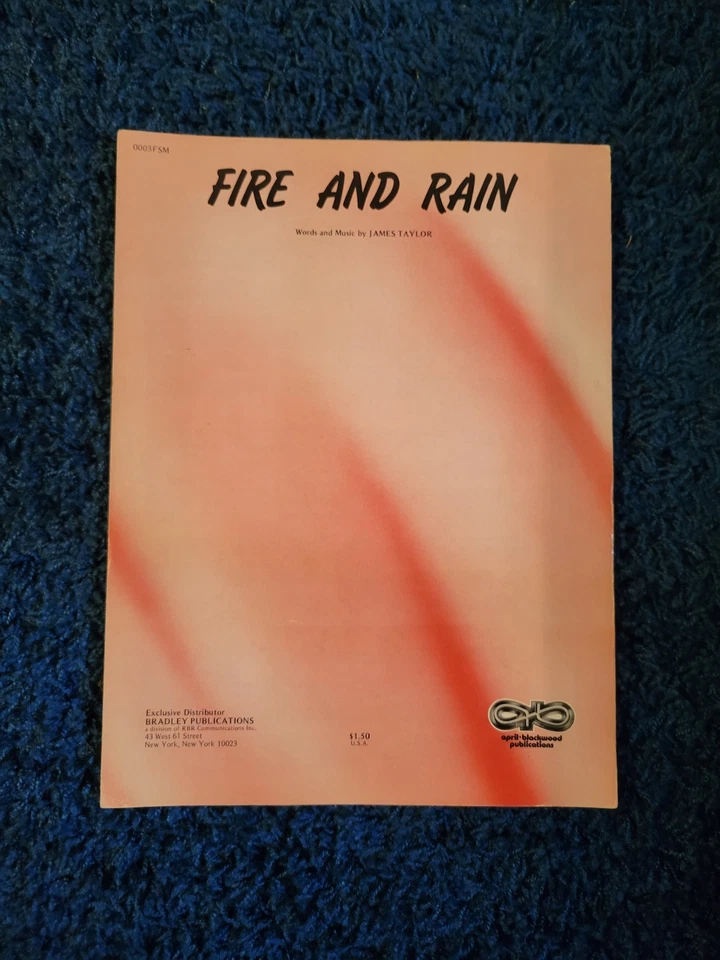 0003FSM
FIRE AND RAIN
Words and Music by JAMES TAYLOR
Exclusive Distributor
BRADLEY PUBLICATIONS
a division of RBR Communications Inc.
43 West 61 Street
New York, New York 10023
$1.50
U.S.A.
april-blackwood
publications